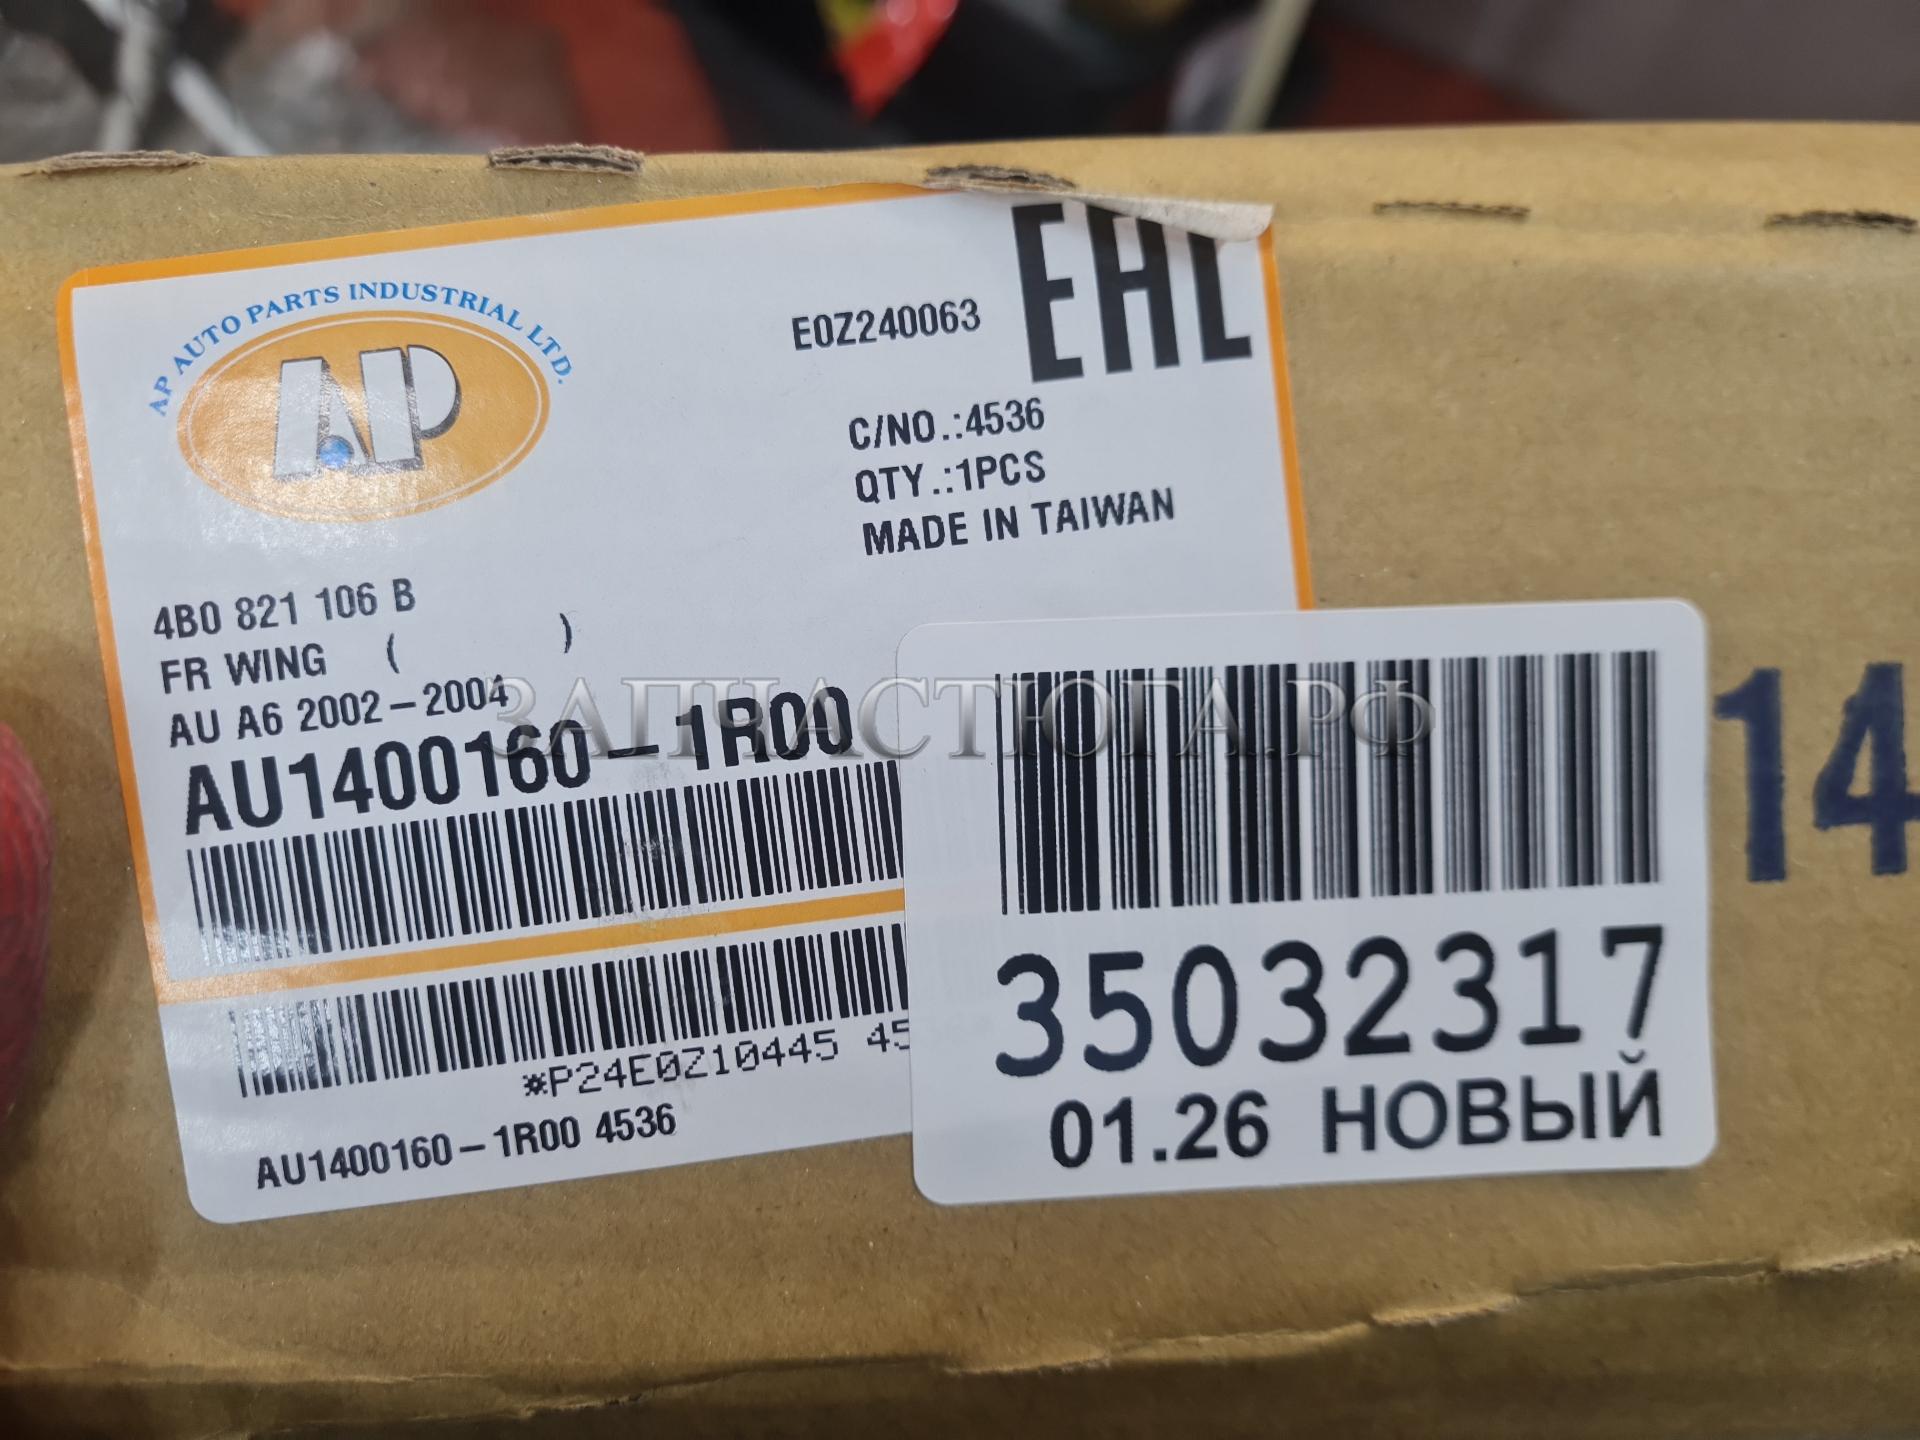 AP AUTO PARTS INDUSTRIAL LTD.
AP
E0Z240063
EAC
C/NO.:4536
QTY.:1PCS
MADE IN TAIWAN
4B0 821 106 B
FR WING ( )
AU A6 2002-2004
AU1400160-1R00
ЗАПЧАСТЮГА.РФ
*P24E0Z10445 45
AU1400160-1R00 4536
35032317
01.26 НОВЫЙ
14